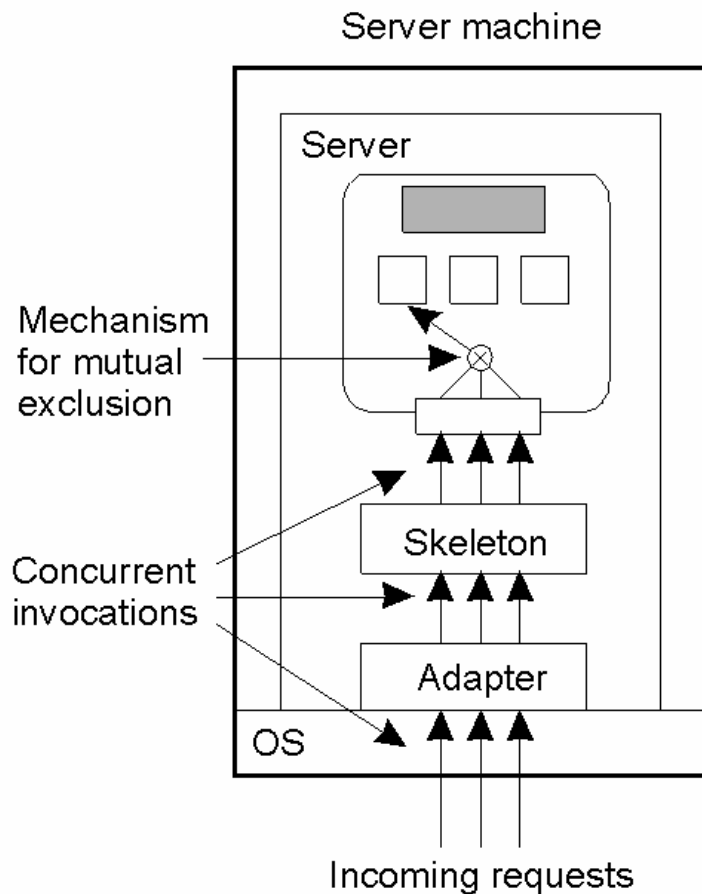 Server machine
Server
Mechanism
for mutual
exclusion
Skeleton
Concurrent
invocations
Adapter
OS
Incoming requests